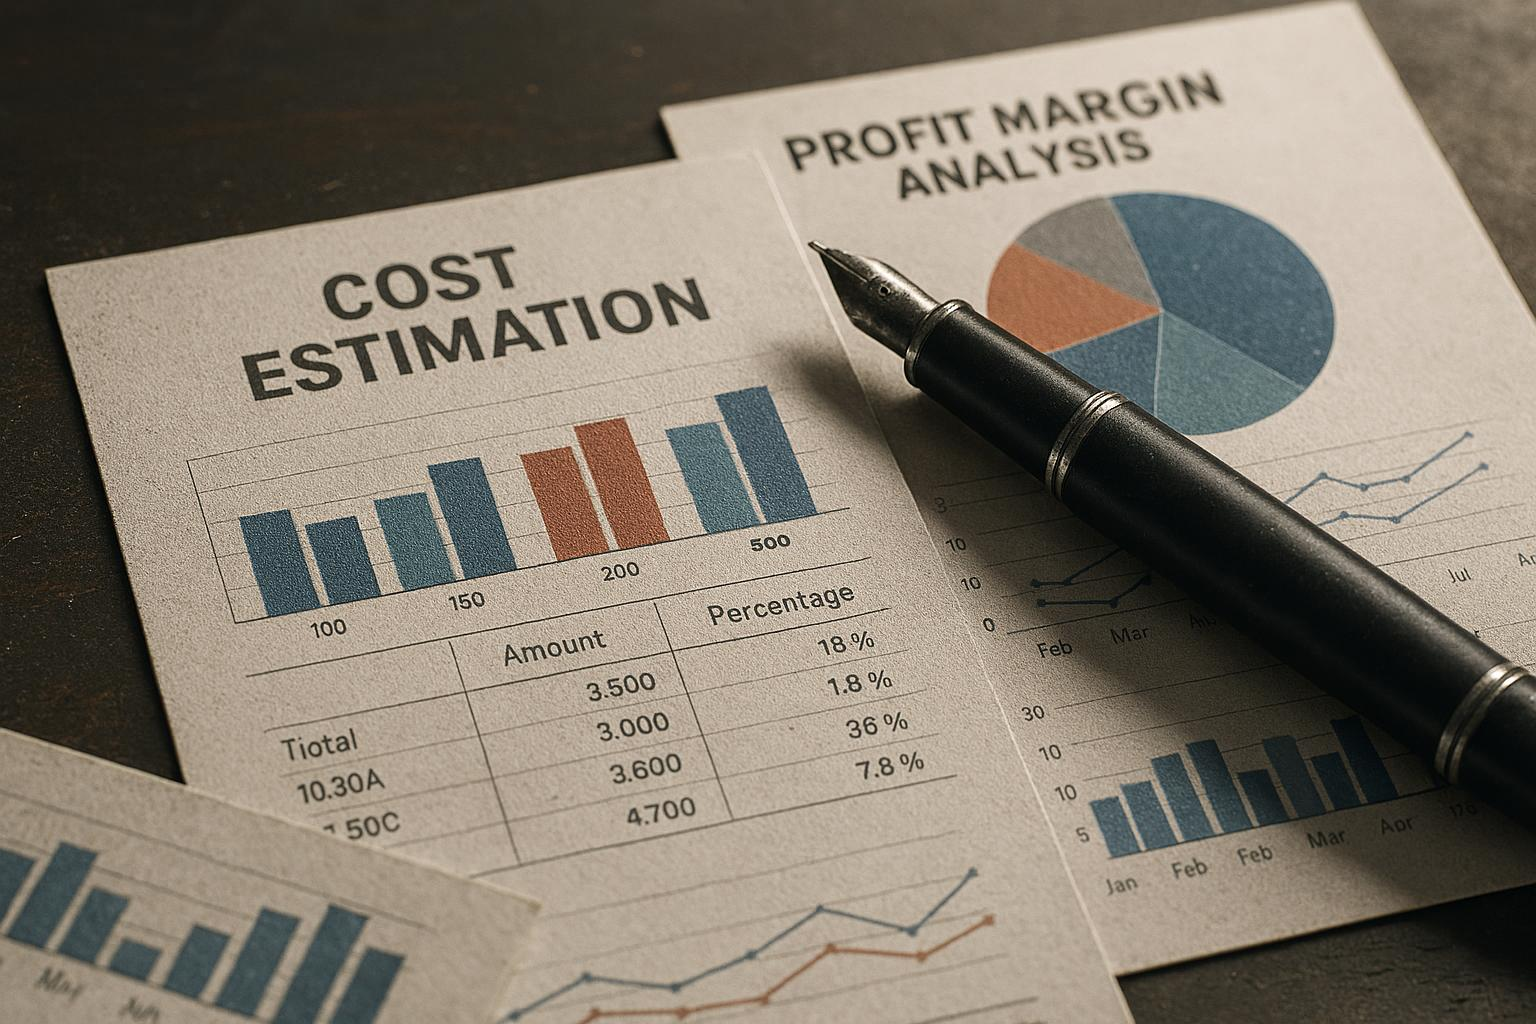 COST
ESTIMATION
100
150
200
500
Amount
Percentage
3.500
18 %
Tiotal
3.000
1.8 %
10.30A
3.600
36 %
50C
4.700
7.8 %
PROFIT MARGIN
ANALYSIS
3
10
10
0
Feb
Mar
Jul
30
10
10
5
Jan
Feb
Feb
Mar
Apr